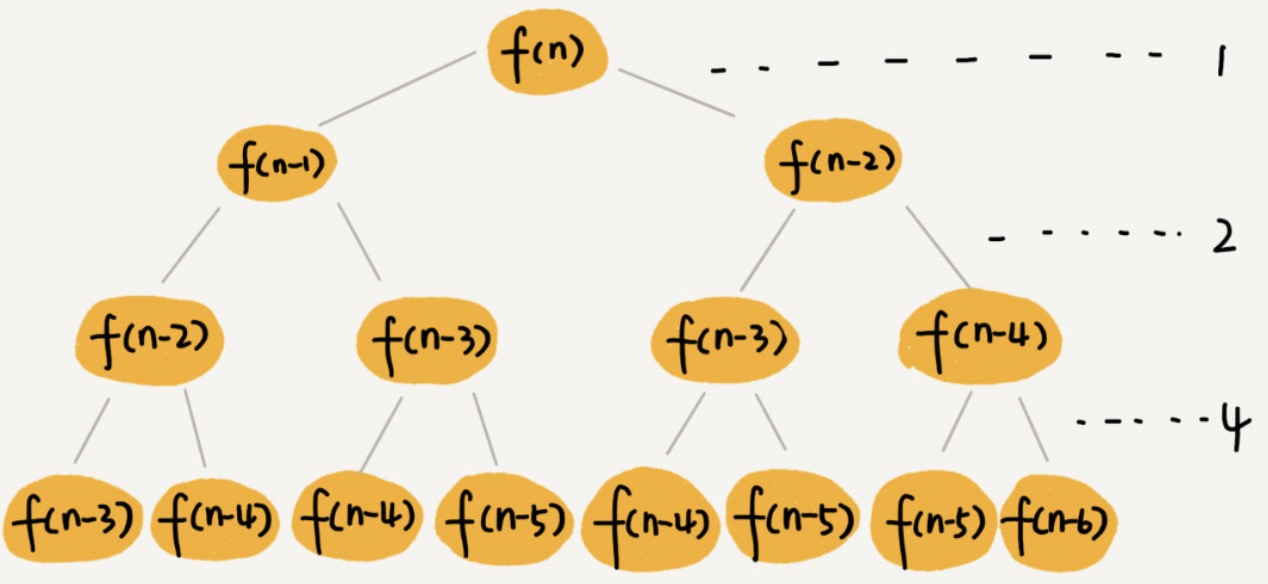 f(n) 1
f(n-1) f(n-2)
2
f(n-2) f(n-3) f(n-3) f(n-4)
4
f(n-3) f(n-4) f(n-4) f(n-5) f(n-4) f(n-5) f(n-5) f(n-6)